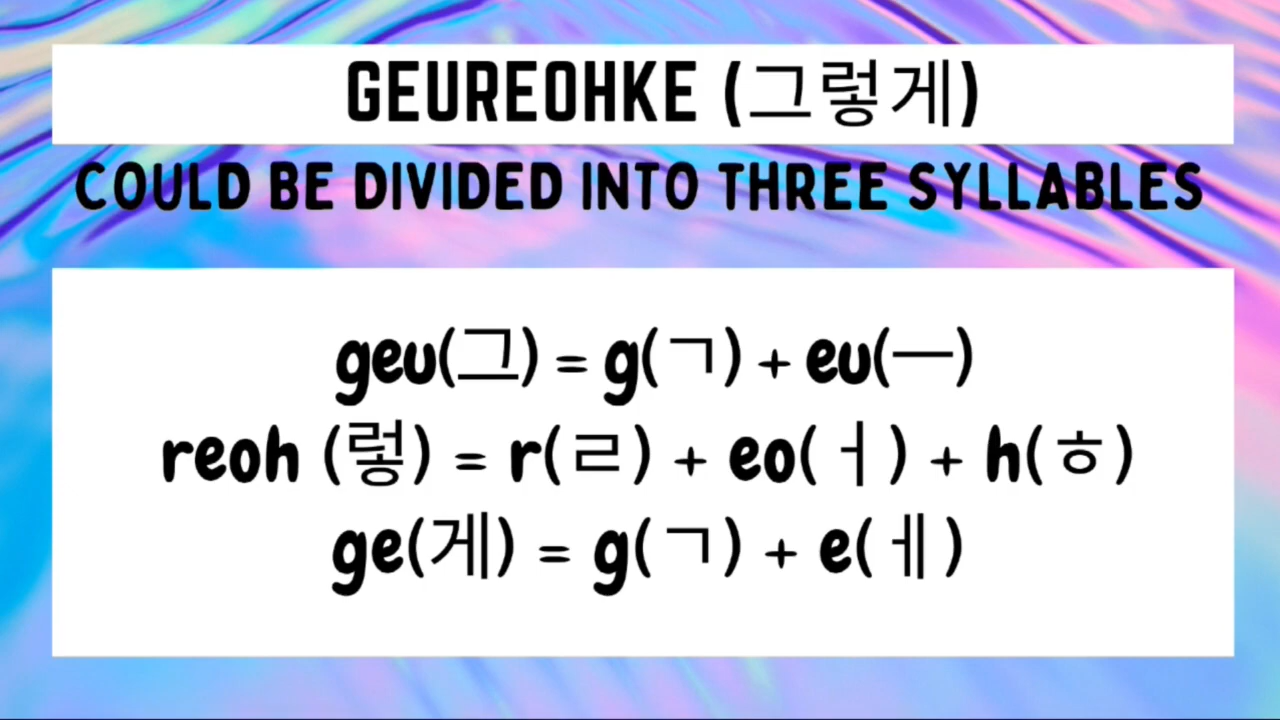 GEUREOHKE (그렇게)
COULD BE DIVIDED INTO THREE SYLLABLES
geu(그) = g(ㄱ) + eu(ㅡ)
reoh (렇) = r(ㄹ) + eo(ㅓ) + h(ㅎ)
ge(게) = g(ㄱ) + e(ㅔ)